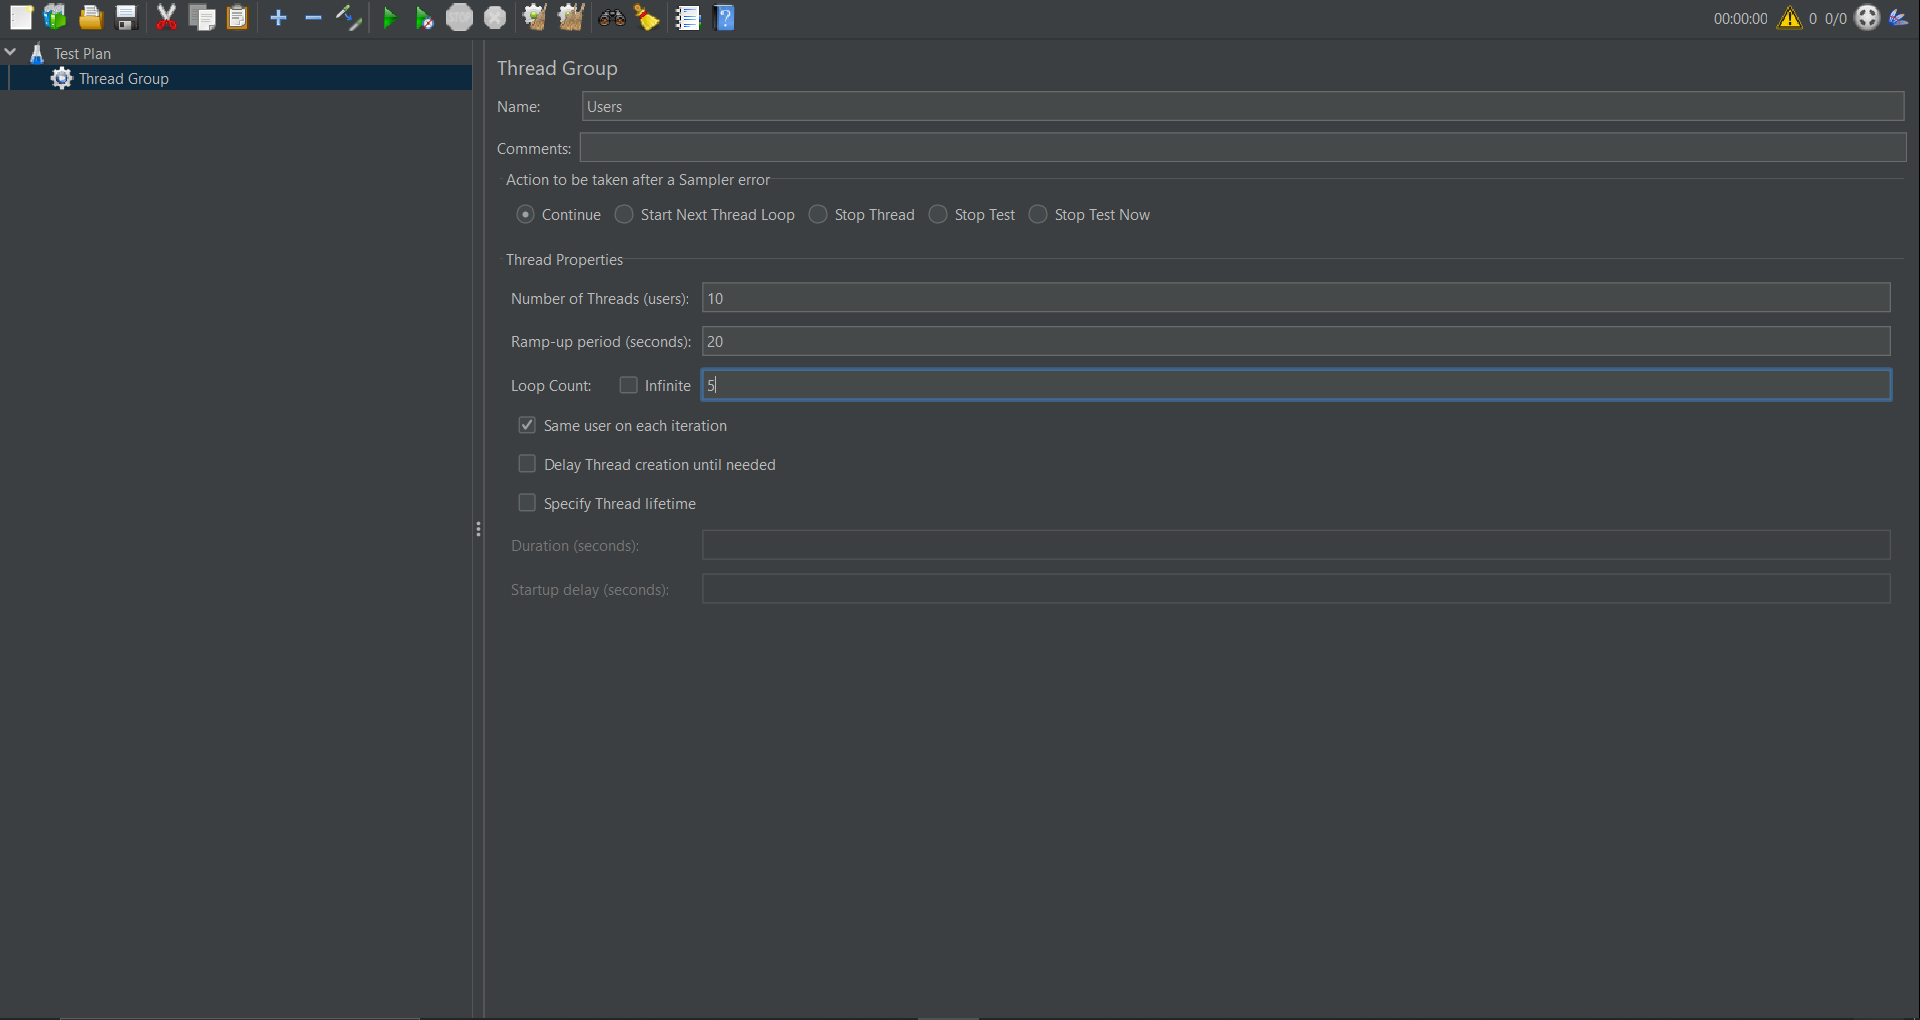 STOP
00:00:00 0 0/0
Test Plan
Thread Group
Thread Group
Name: Users
Comments:
Action to be taken after a Sampler error
Continue Start Next Thread Loop Stop Thread Stop Test Stop Test Now
Thread Properties
Number of Threads (users): 10
Ramp-up period (seconds): 20
Loop Count: Infinite 5
Same user on each iteration
Delay Thread creation until needed
Specify Thread lifetime
Duration (seconds):
Startup delay (seconds):